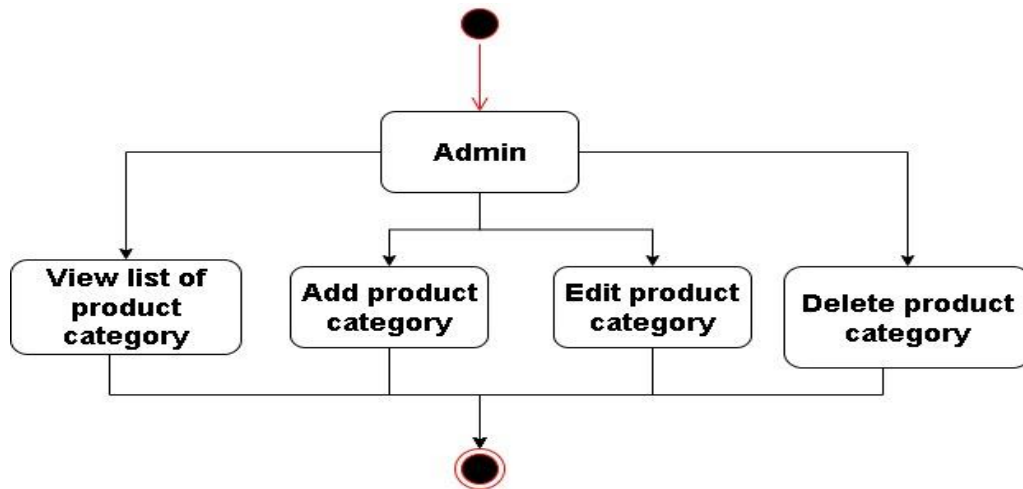 Admin
View list of
product
category
Add product
category
Edit product
category
Delete product
category